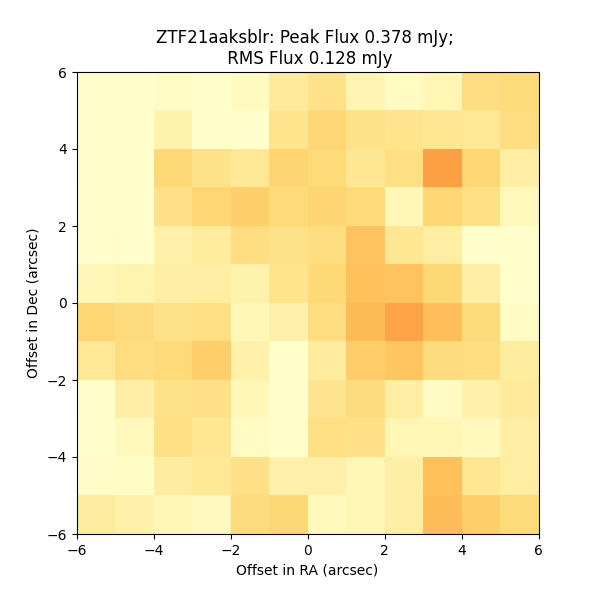 ZTF21aaksblr: Peak Flux 0.378 mJy;
RMS Flux 0.128 mJy
6
4
2
0
−2
−4
−6
Offset in Dec (arcsec)
−6 −4 −2 0 2 4 6
Offset in RA (arcsec)